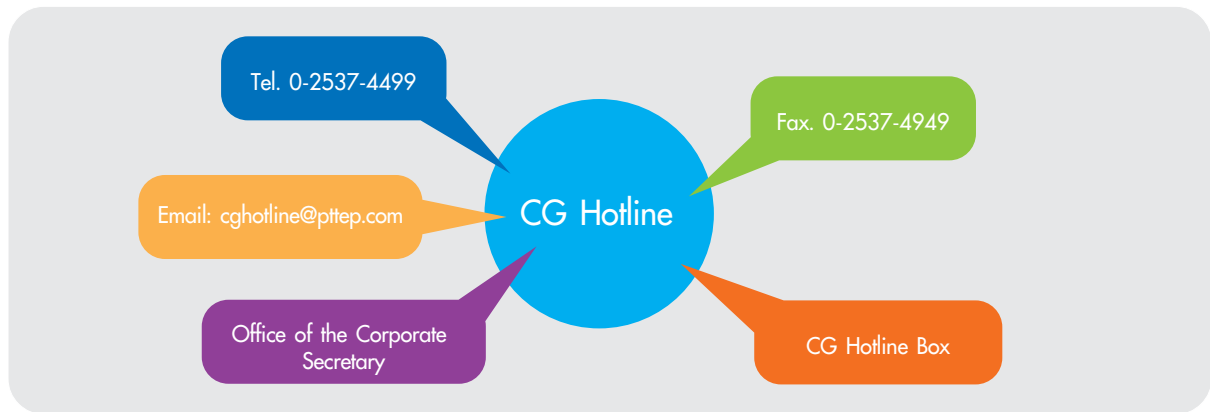 Tel. 0-2537-4499
Fax. 0-2537-4949
Email: cghotline@pttep.com
CG Hotline
Office of the Corporate
Secretary
CG Hotline Box